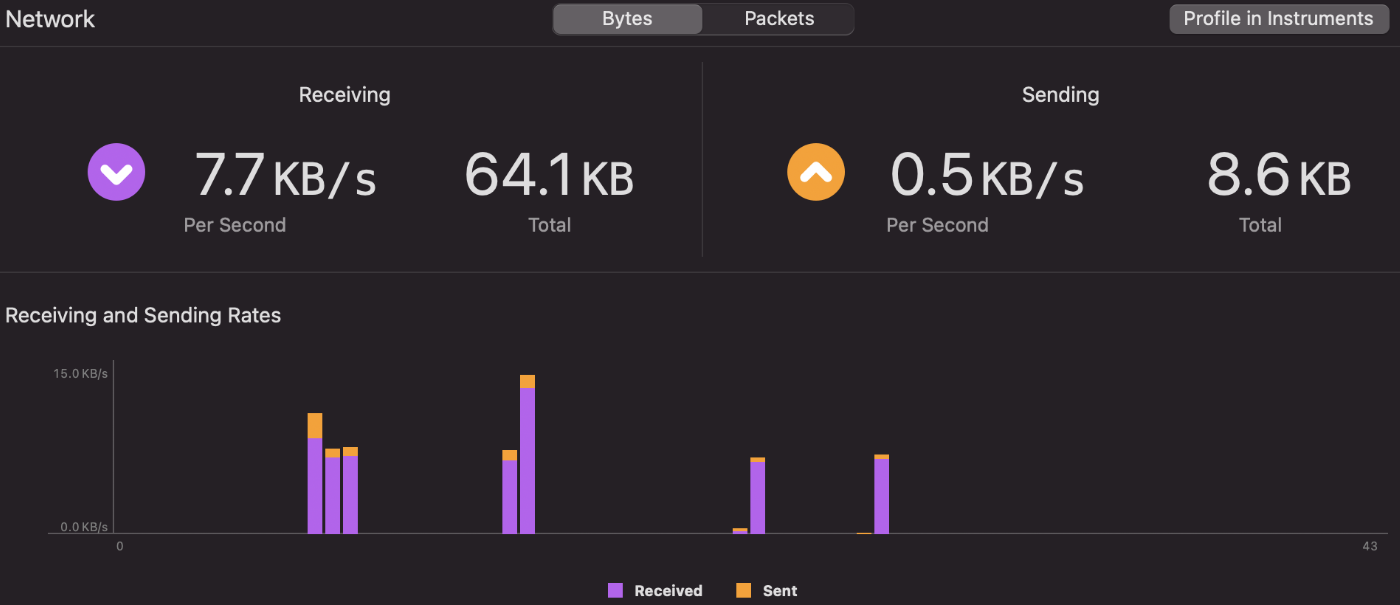 Network
Bytes
Packets
Profile in Instruments
Receiving
Sending
7.7 KB/s
64.1 KB
0.5 KB/s
8.6 KB
Per Second
Total
Per Second
Total
Receiving and Sending Rates
15.0 KB/s
0.0 KB/s
0
43
Received
Sent